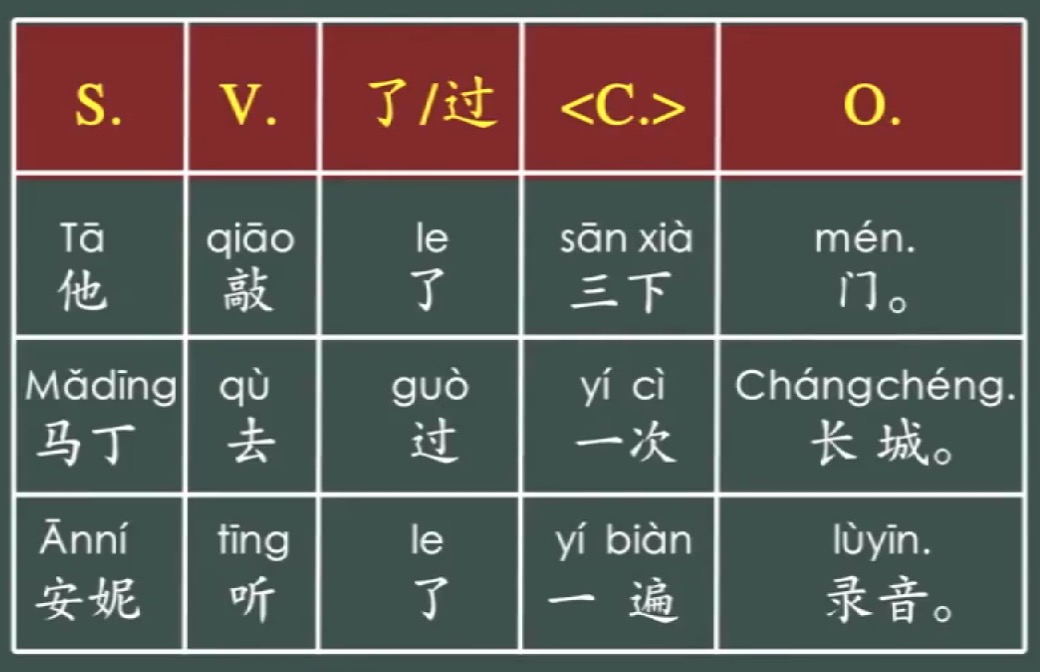 S. V. 了/过 <C.> O.
Tā qiāo le sān xià mén.
他 敲 了 三下 门。
Mǎdīng qù guò yí cì Chángchéng.
马丁 去 过 一次 长城。
Ānní tīng le yí biàn lùyīn.
安妮 听 了 一遍 录音。